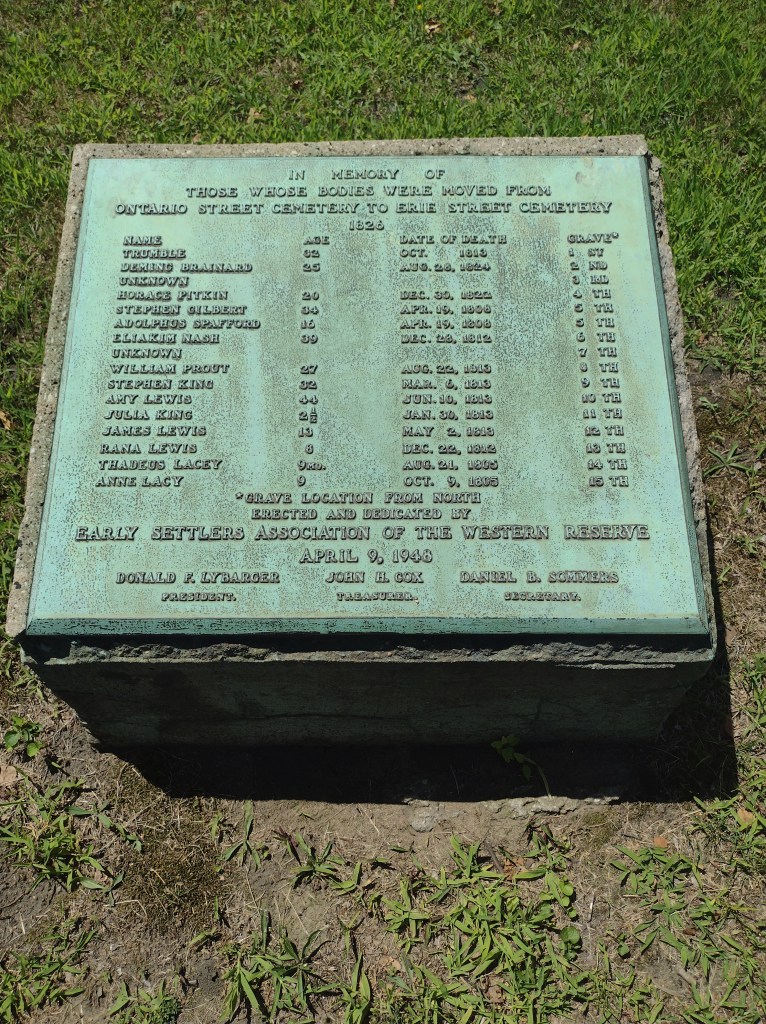 IN MEMORY OF
THOSE WHOSE BODIES WERE MOVED FROM
ONTARIO STREET CEMETERY TO ERIE STREET CEMETERY
1826
NAME AGE DATE OF DEATH GRAVE*
TRUMBLE 32 OCT. 1813 1 ST
DEMING BRAINARD 25 AUG. 28, 1824 2 ND
UNKNOWN 3 RD
HORACE PITKIN 20 DEC. 30, 1822 4 TH
STEPHEN GILBERT 34 APR. 19, 1808 5 TH
ADOLPHUS SPAFFORD 16 APR. 19, 1808 5 TH
ELIAKIM NASH 39 DEC. 28, 1812 6 TH
UNKNOWN 7 TH
WILLIAM PROUT 27 AUG. 22, 1813 8 TH
STEPHEN KING 32 MAR. 6, 1813 9 TH
AMY LEWIS 44 JUN. 10, 1813 10 TH
JULIA KING 2½ JAN. 30, 1813 11 TH
JAMES LEWIS 13 MAY 2, 1813 12 TH
RANA LEWIS 8 DEC. 22, 1812 13 TH
THADEUS LACEY 9 MO. AUG. 21, 1805 14 TH
ANNE LACY 9 OCT. 9, 1805 15 TH
*GRAVE LOCATION FROM NORTH
ERECTED AND DEDICATED BY
EARLY SETTLERS ASSOCIATION OF THE WESTERN RESERVE
APRIL 9, 1948
DONALD F. LYBARGER JOHN H. COX DANIEL B. SOMMERS
PRESIDENT. TREASURER. SECRETARY.